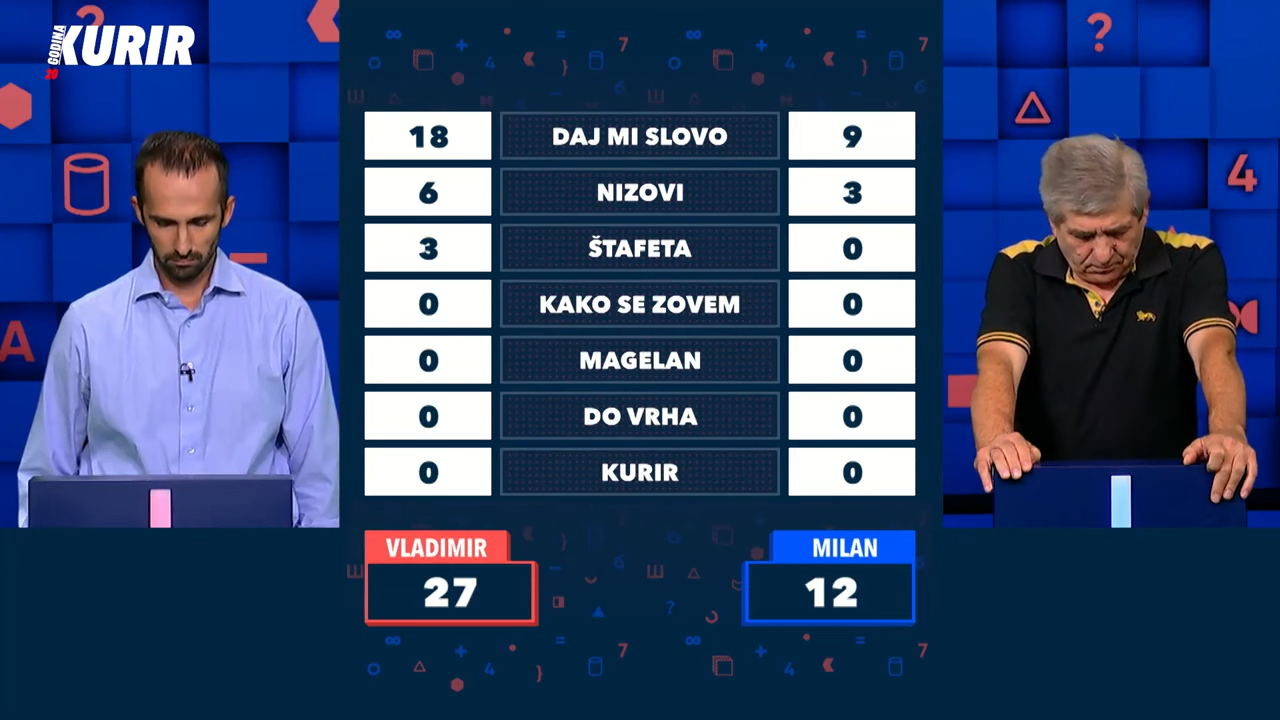 20 GODINA
KURIR
18 DAJ MI SLOVO 9
6 NIZOVI 3
3 ŠTAFETA 0
0 KAKO SE ZOVEM 0
0 MAGELAN 0
0 DO VRHA 0
0 KURIR 0
VLADIMIR MILAN
27 12
? 4
A